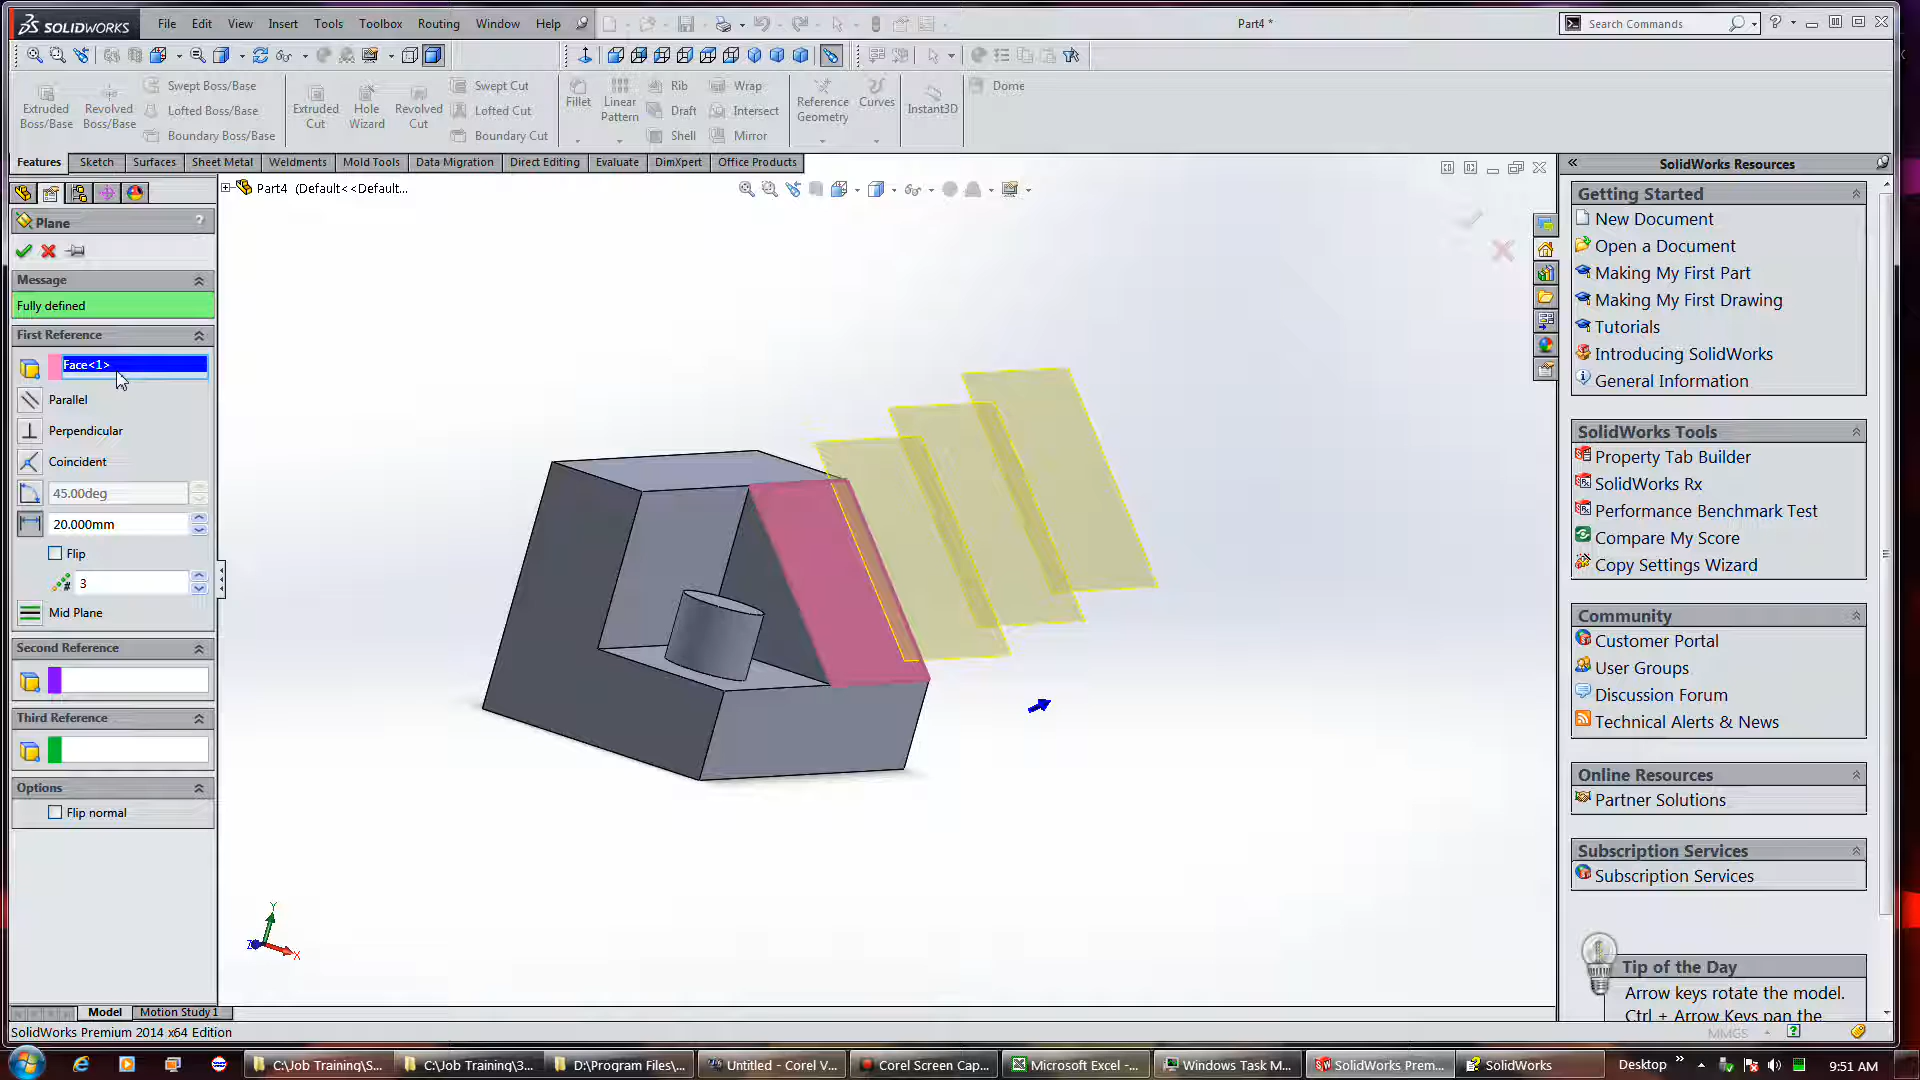 SOLIDWORKS File Edit View Insert Tools Toolbox Routing Window Help Part4 * Search Commands
Extruded Boss/Base
Revolved Boss/Base
Swept Boss/Base
Lofted Boss/Base
Boundary Boss/Base
Extruded Cut
Hole Wizard
Revolved Cut
Swept Cut
Lofted Cut
Boundary Cut
Fillet
Linear Pattern
Rib
Draft
Shell
Wrap
Intersect
Mirror
Reference Geometry
Curves
Instant3D
Dome
Features Sketch Surfaces Sheet Metal Weldments Mold Tools Data Migration Direct Editing Evaluate DimXpert Office Products
Part4 (Default<<Default...
Plane ?
Message
Fully defined
First Reference
Face<1>
Parallel
Perpendicular
Coincident
45.00deg
20.000mm
Flip
3
Mid Plane
Second Reference
Third Reference
Options
Flip normal
Y
Z
X
SolidWorks Resources
Getting Started
New Document
Open a Document
Making My First Part
Making My First Drawing
Tutorials
Introducing SolidWorks
General Information
SolidWorks Tools
Property Tab Builder
SolidWorks Rx
Performance Benchmark Test
Compare My Score
Copy Settings Wizard
Community
Customer Portal
User Groups
Discussion Forum
Technical Alerts & News
Online Resources
Partner Solutions
Subscription Services
Subscription Services
Tip of the Day
Arrow keys rotate the model.
Ctrl + Arrow Keys pan the
Model Motion Study 1
SolidWorks Premium 2014 x64 Edition MMGS
C:\Job Training\S... C:\Job Training\3... D:\Program Files\... Untitled - Corel V... Corel Screen Cap... Microsoft Excel -... Windows Task M... SolidWorks Prem... SolidWorks Desktop 9:51 AM